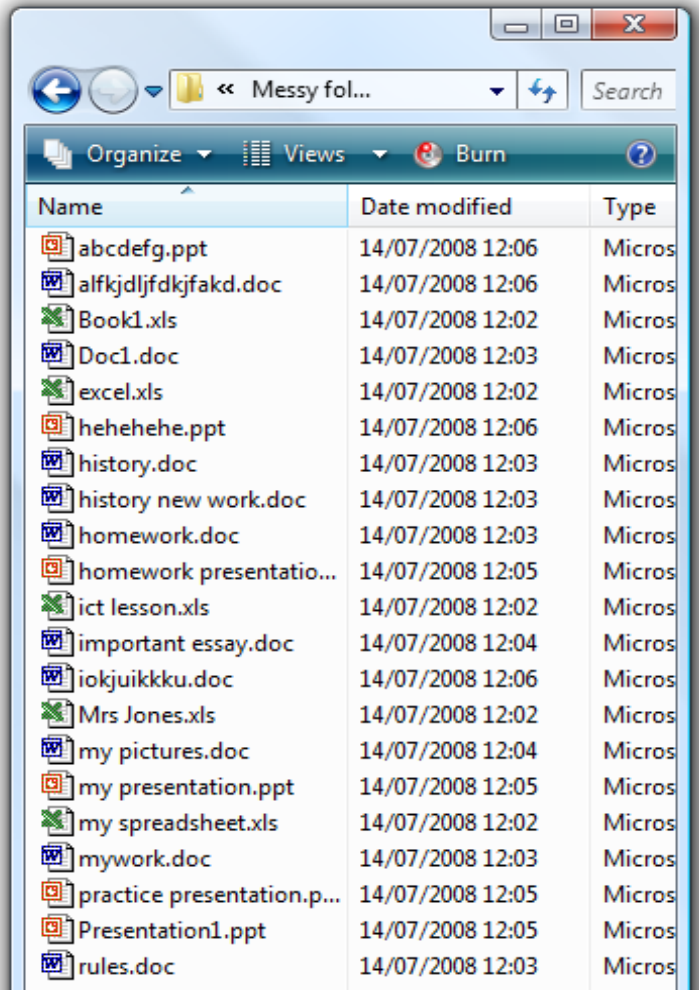 « Messy fol... Search
Organize Views Burn
Name Date modified Type
abcdefg.ppt 14/07/2008 12:06 Micros
alfkjdljfdkjfakd.doc 14/07/2008 12:06 Micros
Book1.xls 14/07/2008 12:02 Micros
Doc1.doc 14/07/2008 12:03 Micros
excel.xls 14/07/2008 12:02 Micros
hehehehe.ppt 14/07/2008 12:06 Micros
history.doc 14/07/2008 12:03 Micros
history new work.doc 14/07/2008 12:03 Micros
homework.doc 14/07/2008 12:03 Micros
homework presentatio... 14/07/2008 12:05 Micros
ict lesson.xls 14/07/2008 12:02 Micros
important essay.doc 14/07/2008 12:04 Micros
iokjuikkku.doc 14/07/2008 12:06 Micros
Mrs Jones.xls 14/07/2008 12:02 Micros
my pictures.doc 14/07/2008 12:04 Micros
my presentation.ppt 14/07/2008 12:05 Micros
my spreadsheet.xls 14/07/2008 12:02 Micros
mywork.doc 14/07/2008 12:03 Micros
practice presentation.p... 14/07/2008 12:05 Micros
Presentation1.ppt 14/07/2008 12:05 Micros
rules.doc 14/07/2008 12:03 Micros